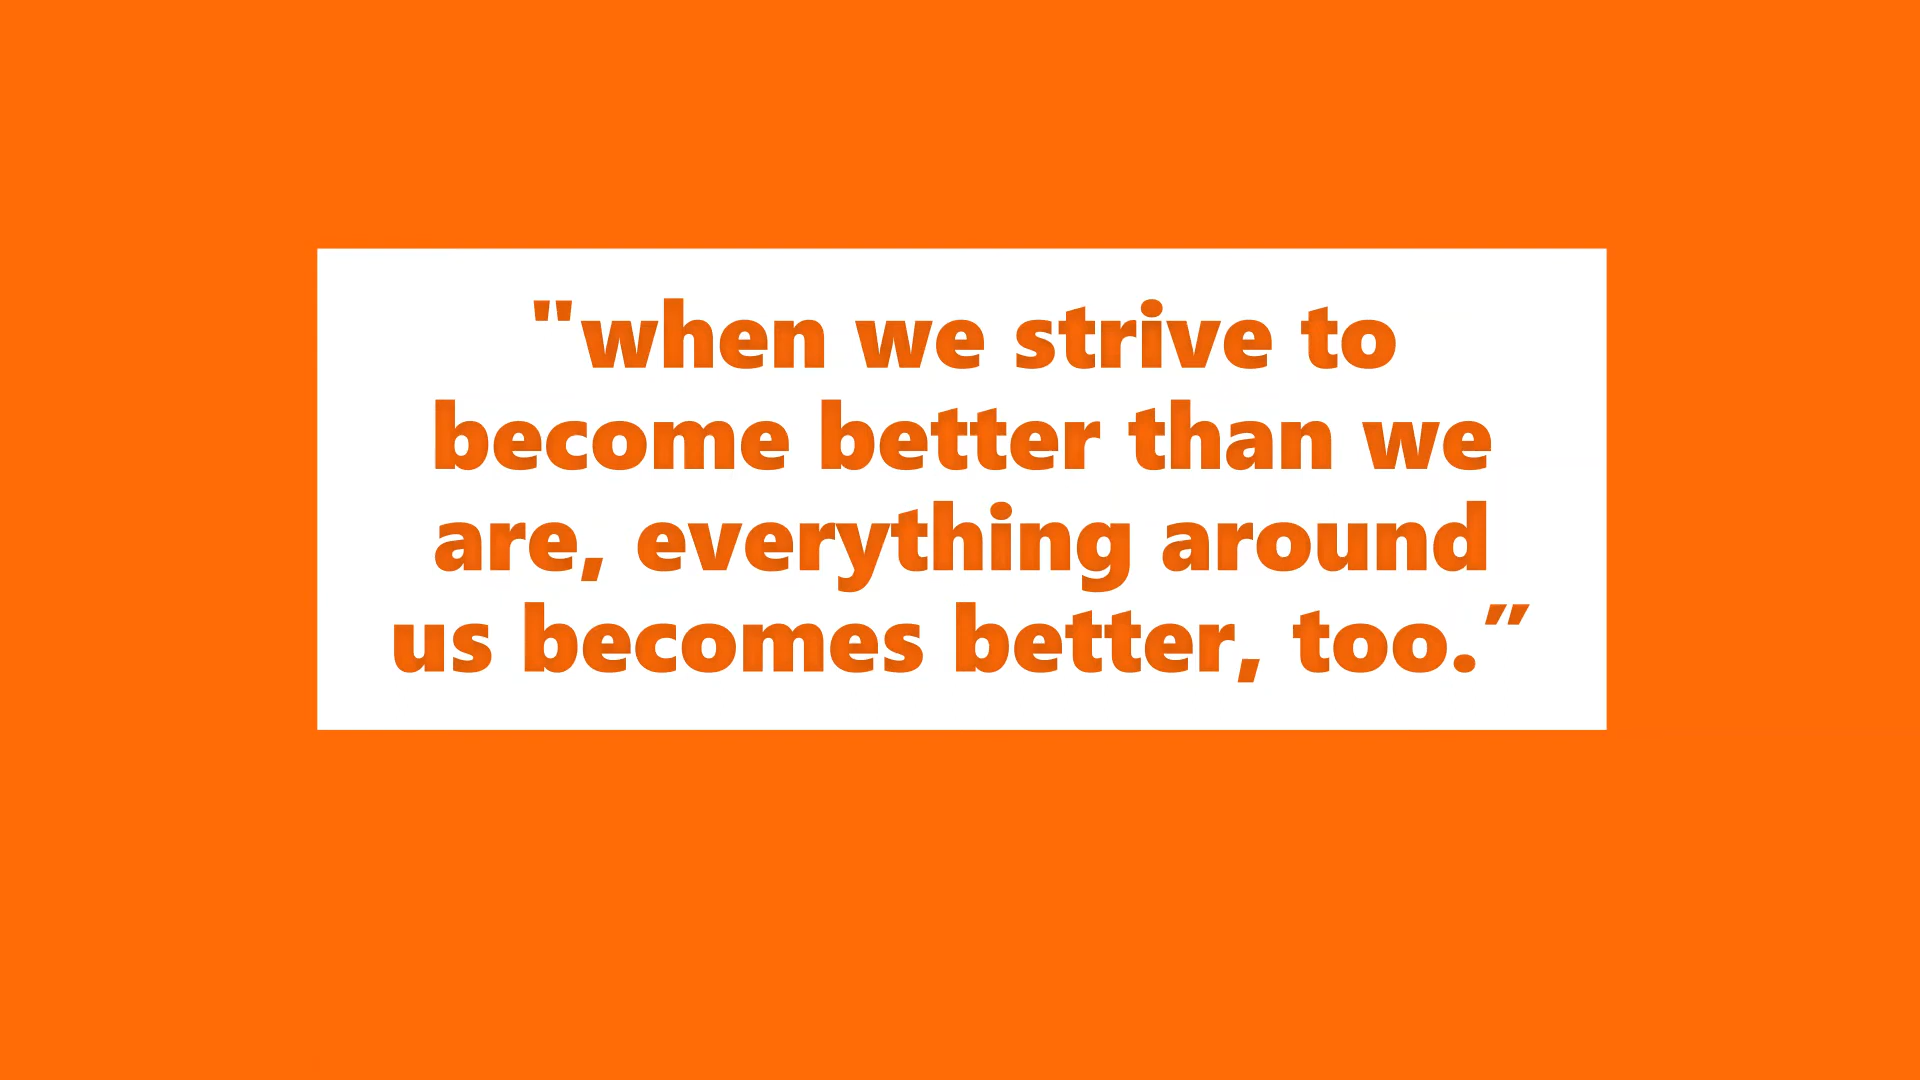 "when we strive to
become better than we
are, everything around
us becomes better, too.”